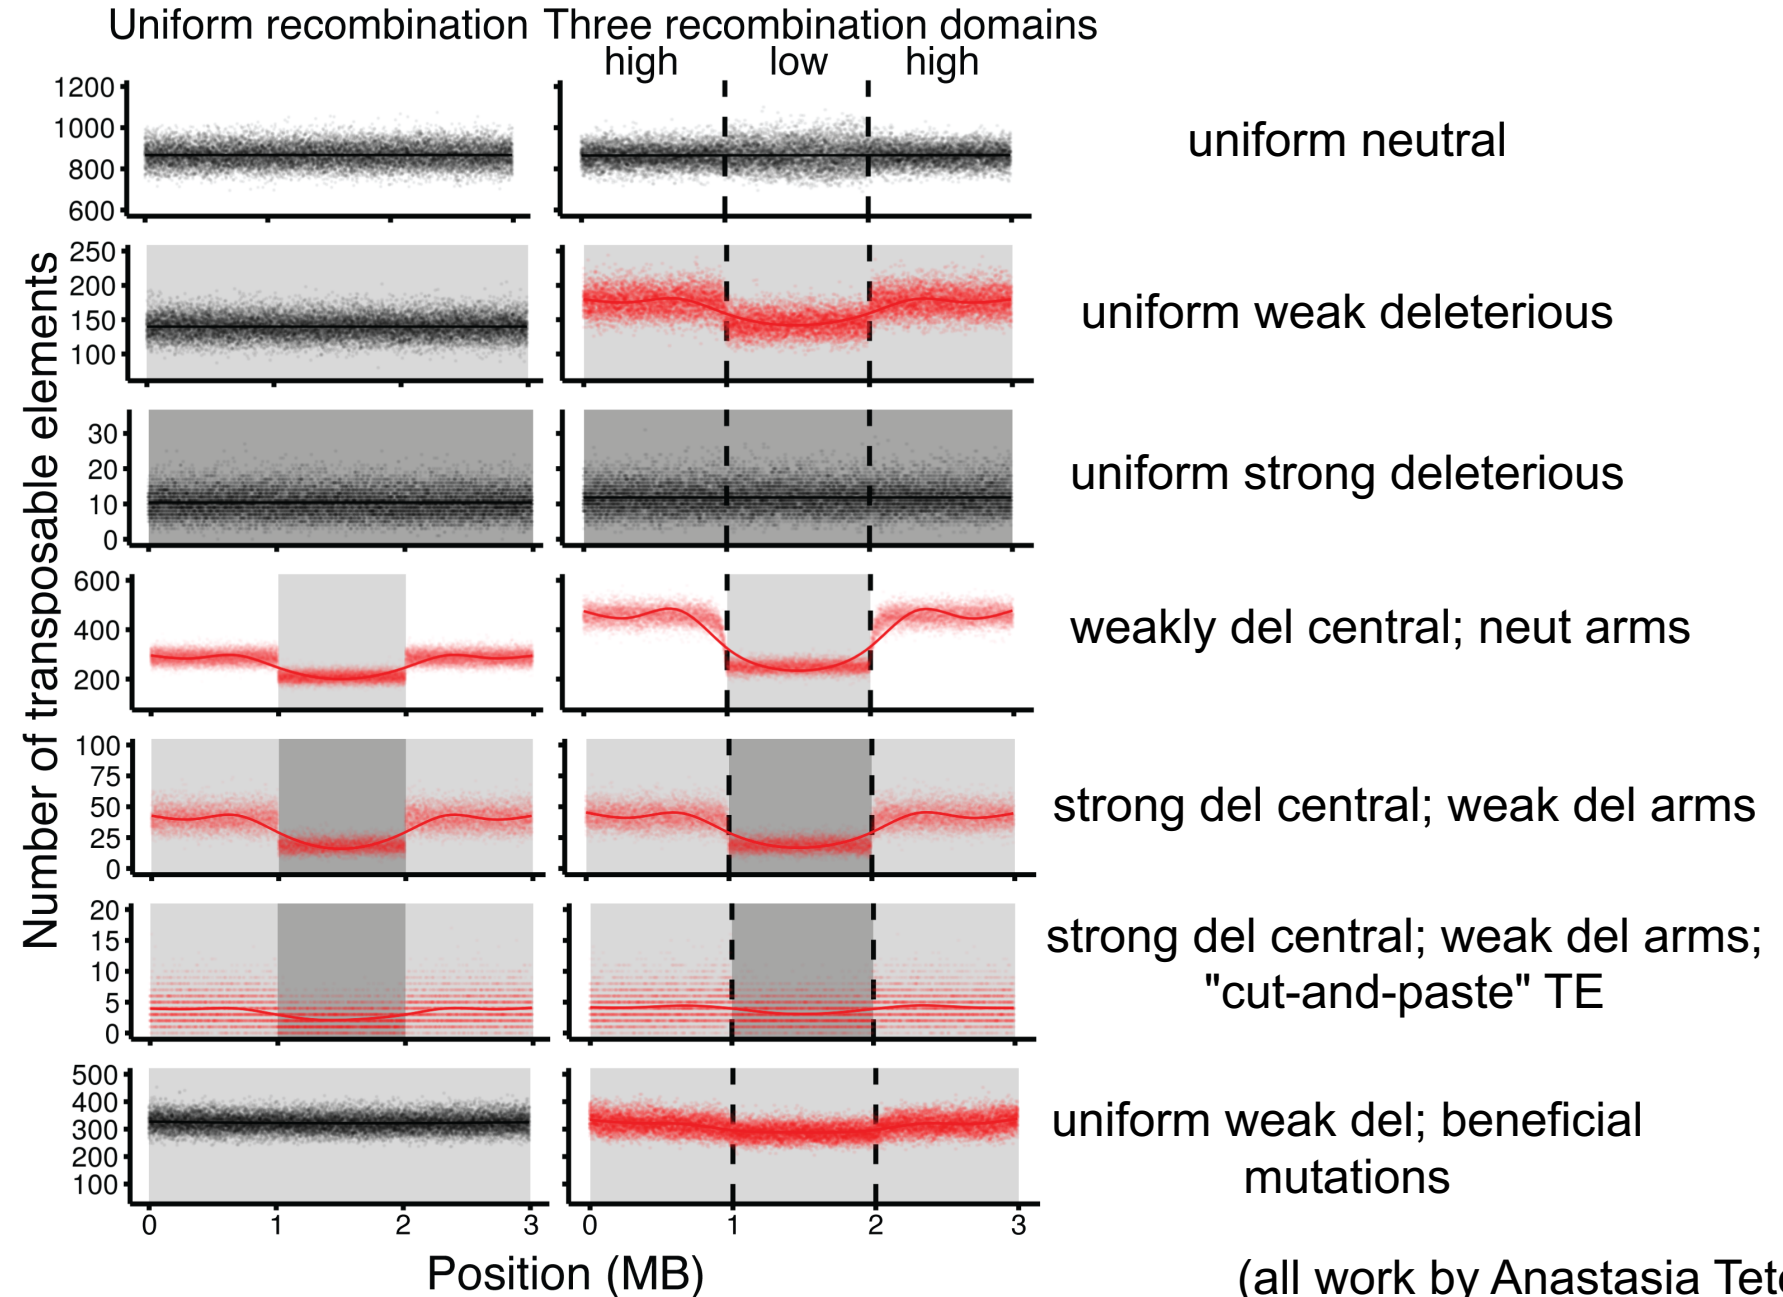 Uniform recombination Three recombination domains
high low high
Number of transposable elements
1200
1000
800
600
uniform neutral
250
200
150
100
uniform weak deleterious
30
20
10
0
uniform strong deleterious
600
400
200
weakly del central; neut arms
100
75
50
25
0
strong del central; weak del arms
20
15
10
5
0
strong del central; weak del arms;
"cut-and-paste" TE
500
400
300
200
100
uniform weak del; beneficial
mutations
0 1 2 3 0 1 2 3
Position (MB)
(all work by Anastasia